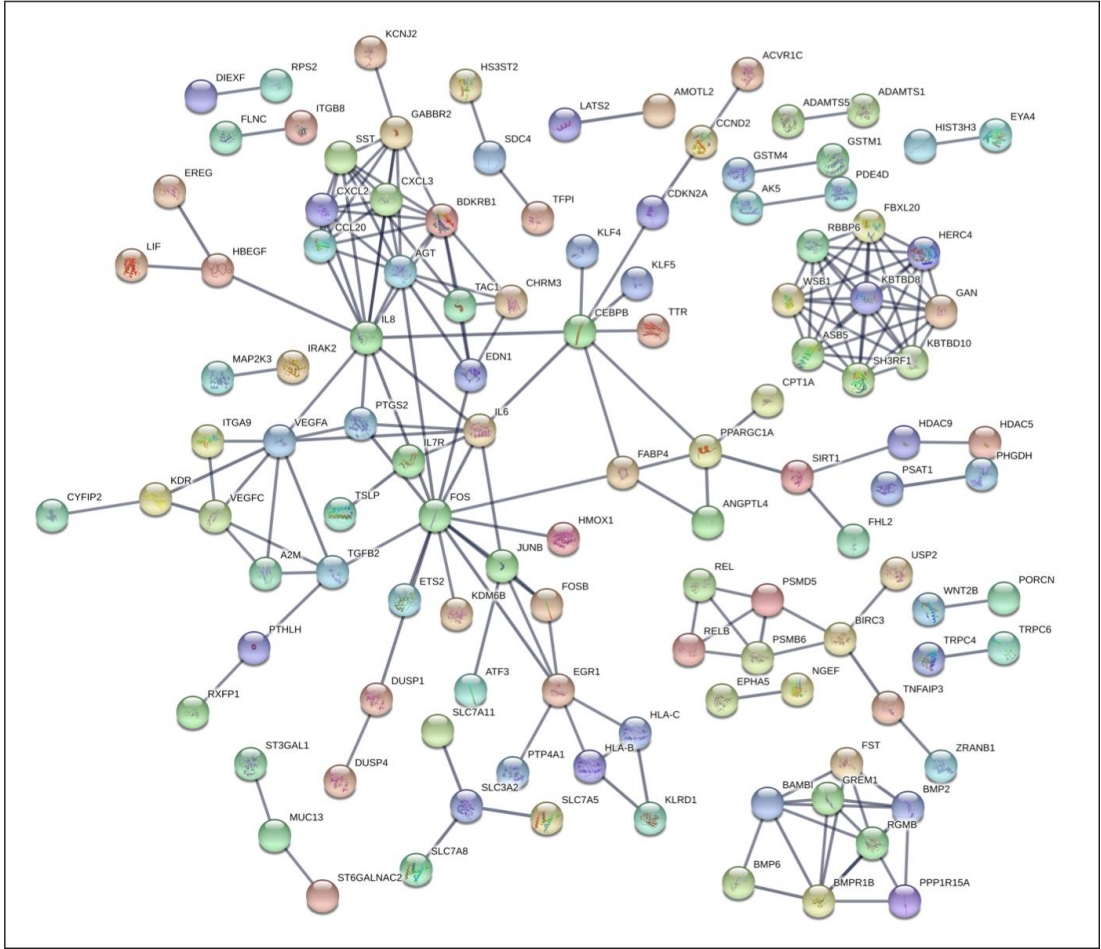 KCNJ2
ACVR1C
DIEXF
RPS2
HS3ST2
FLNC
ITGB8
LATS2
AMOTL2
ADAMTS5
ADAMTS1
GABBR2
CCND2
HIST3H3
EYA4
SST
SDC4
GSTM4
GSTM1
EREG
CXCL2
CXCL3
AK5
PDE4D
BDKRB1
TFPI
CDKN2A
FBXL20
CCL20
RBBP6
HERC4
LIF
HBEGF
AGT
KLF4
KLF5
WSB1
KBTBD8
TAC1
CHRM3
GAN
IL8
CEBPB
TTR
ASB5
KBTBD10
MAP2K3
IRAK2
EDN1
SH3RF1
CPT1A
PTGS2
IL6
ITGA9
VEGFA
PPARGC1A
HDAC9
HDAC5
IL7R
FABP4
SIRT1
PSAT1
PHGDH
KDR
CYFIP2
VEGFC
TSLP
FOS
ANGPTL4
HMOX1
FHL2
A2M
TGFB2
JUNB
USP2
REL
PSMD5
WNT2B
PORCN
ETS2
KDM6B
FOSB
RELB
PSMB6
BIRC3
TRPC4
TRPC6
PTHLH
RXFP1
DUSP1
ATF3
EGR1
EPHA5
NGEF
TNFAIP3
SLC7A11
HLA-C
ST3GAL1
HLA-B
FST
ZRANB1
DUSP4
PTP4A1
SLC3A2
BAMBI
GREM1
BMP2
SLC7A5
KLRD1
MUC13
RGMB
SLC7A8
BMP6
ST6GALNAC2
BMPR1B
PPP1R15A